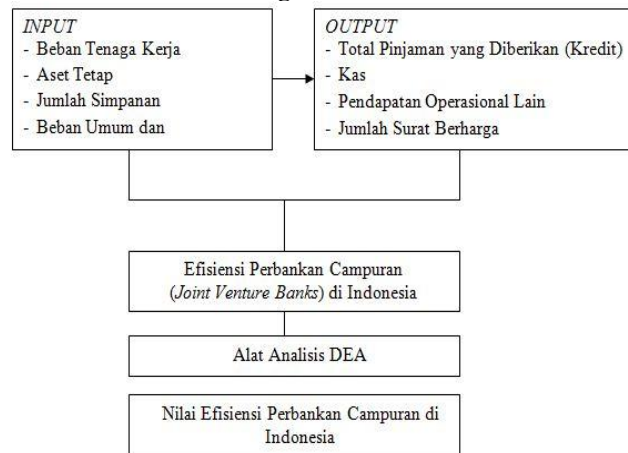 INPUT
- Beban Tenaga Kerja
- Aset Tetap
- Jumlah Simpanan
- Beban Umum dan
OUTPUT
- Total Pinjaman yang Diberikan (Kredit)
- Kas
- Pendapatan Operasional Lain
- Jumlah Surat Berharga
Efisiensi Perbankan Campuran
(Joint Venture Banks) di Indonesia
Alat Analisis DEA
Nilai Efisiensi Perbankan Campuran di
Indonesia